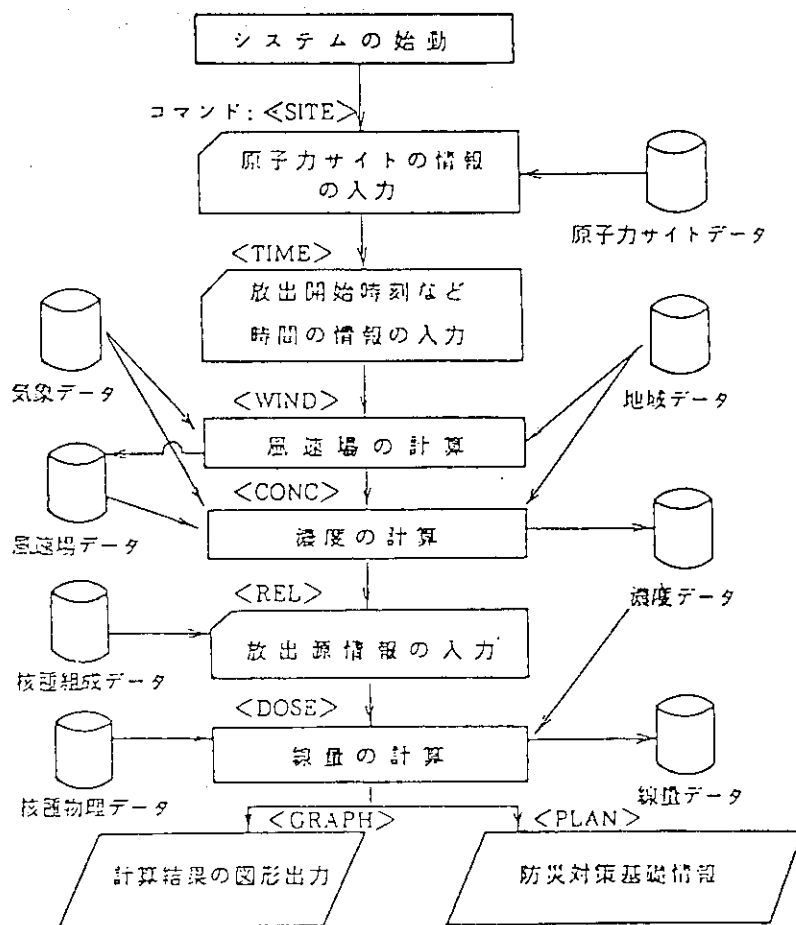 システムの始動
コマンド: <SITE>
原子力サイトの情報
の入力
原子力サイトデータ
<TIME>
放出開始時刻など
時間の情報の入力
気象データ
地域データ
<WIND>
風速場の計算
<CONC>
風速場データ
濃度の計算
<REL>
濃度データ
放出源情報の入力
核種組成データ
<DOSE>
線量の計算
核種物理データ
線量データ
<GRAPH>
<PLAN>
計算結果の図形出力
防災対策基礎情報